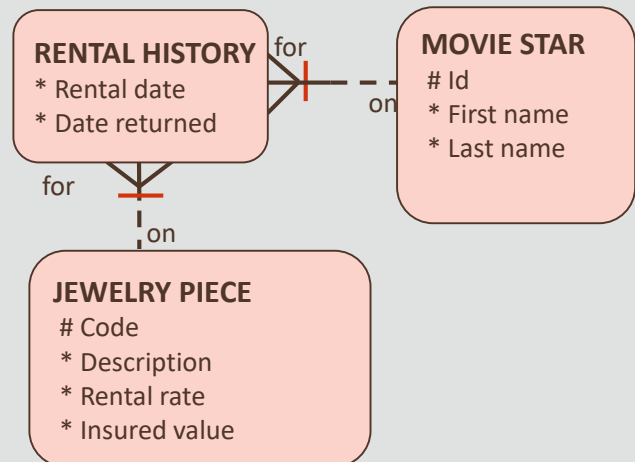 RENTAL HISTORY
* Rental date
* Date returned
for
on
MOVIE STAR
# Id
* First name
* Last name
for
on
JEWELRY PIECE
# Code
* Description
* Rental rate
* Insured value